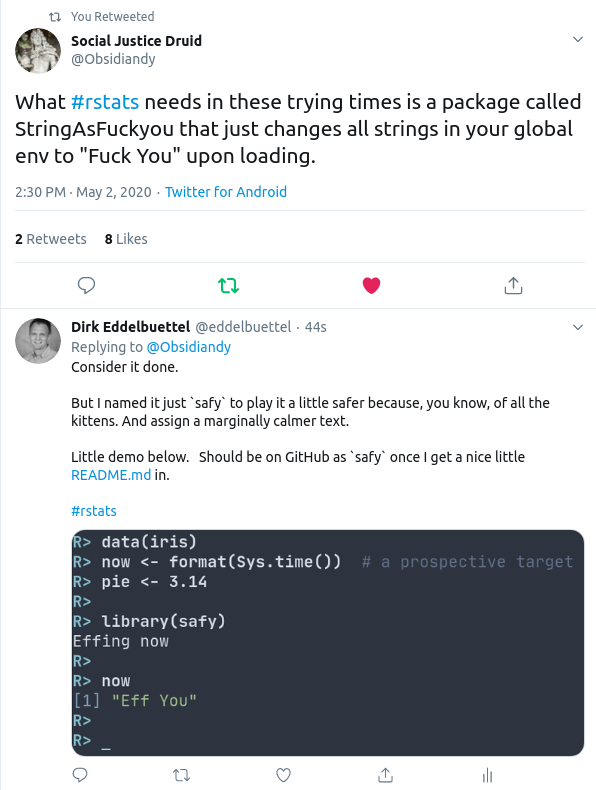 You Retweeted
Social Justice Druid
@Obsidiandy
What #rstats needs in these trying times is a package called
StringAsFuckyou that just changes all strings in your global
env to "Fuck You" upon loading.
2:30 PM · May 2, 2020 · Twitter for Android
2 Retweets 8 Likes
Dirk Eddelbuettel @eddelbuettel · 44s
Replying to @Obsidiandy
Consider it done.
But I named it just `safy` to play it a little safer because, you know, of all the
kittens. And assign a marginally calmer text.
Little demo below. Should be on GitHub as `safy` once I get a nice little
README.md in.
#rstats
R> data(iris)
R> now <- format(Sys.time()) # a prospective target
R> pie <- 3.14
R>
R> library(safy)
Effing now
R>
R> now
[1] "Eff You"
R>
R> _